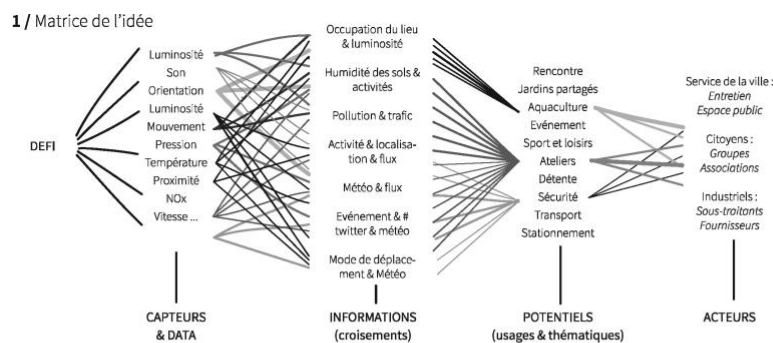 1 / Matrice de l'idée
DEFI
Luminosité
Son
Orientation
Luminosité
Mouvement
Pression
Température
Proximité
NOx
Vitesse ...
CAPTEURS
& DATA
Occupation du lieu
& luminosité
Humidité des sols &
activités
Pollution & trafic
Activité & localisa-
tion & flux
Météo & flux
Evénement & #
twitter & météo
Mode de déplace-
ment & Météo
INFORMATIONS
(croisements)
Rencontre
Jardins partagés
Aquaculture
Evénement
Sport et loisirs
Ateliers
Détente
Sécurité
Transport
Stationnement
POTENTIELS
(usages & thématiques)
Service de la ville :
Entretien
Espace public
Citoyens :
Groupes
Associations
Industriels :
Sous-traitants
Fournisseurs
ACTEURS